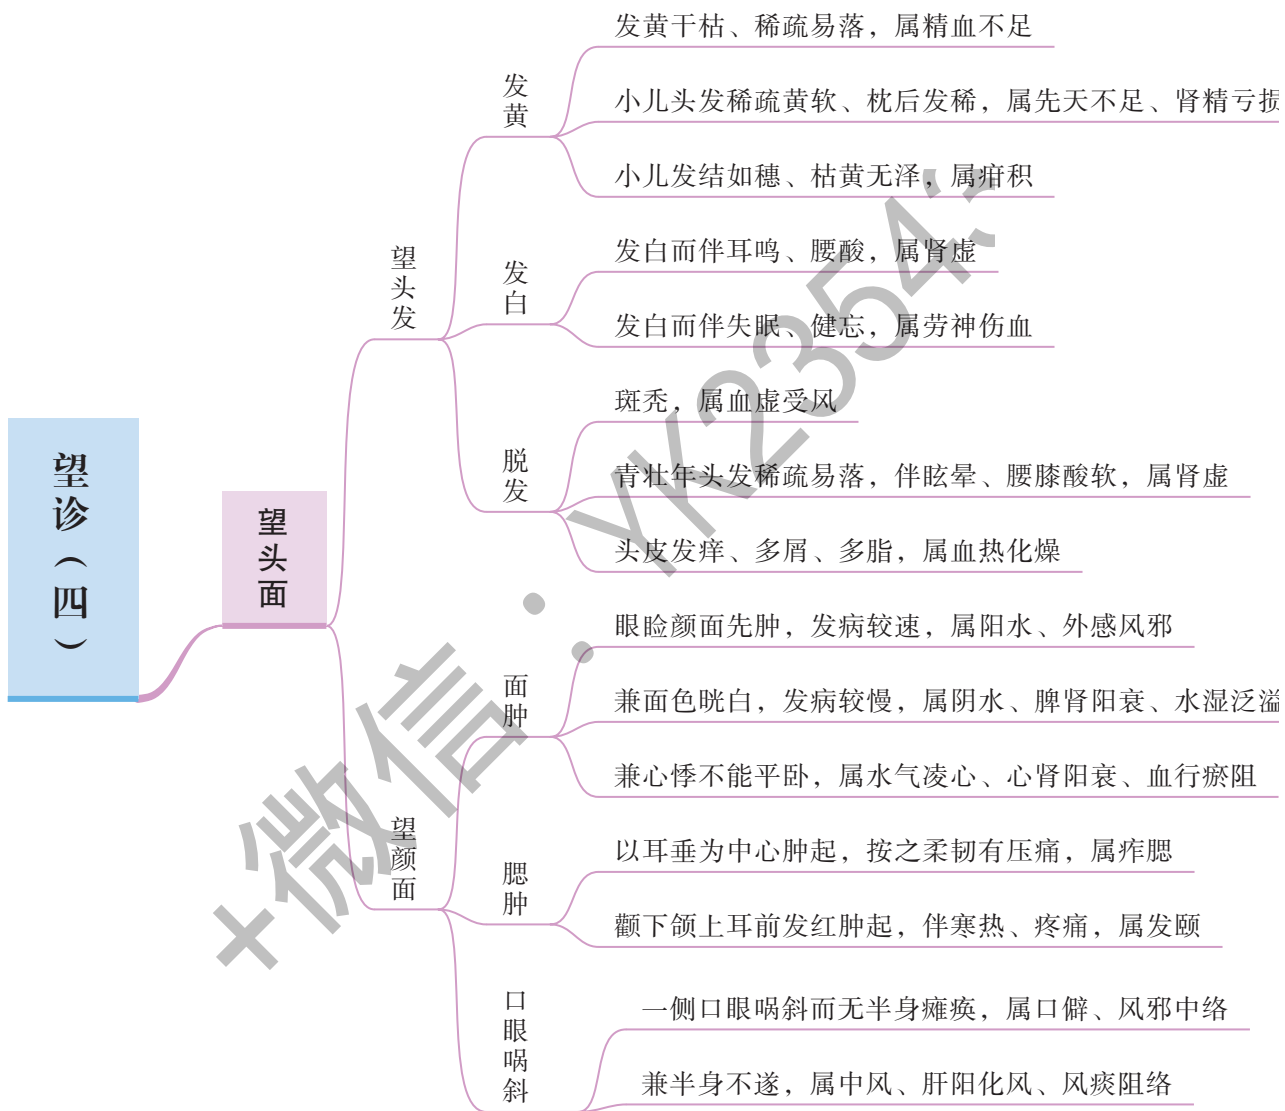 望诊（四）
望头面
望头发
发黄
发黄干枯、稀疏易落，属精血不足
小儿头发稀疏黄软、枕后发稀，属先天不足、肾精亏损
小儿发结如穗、枯黄无泽，属疳积
发白
发白而伴耳鸣、腰酸，属肾虚
发白而伴失眠、健忘，属劳神伤血
脱发
斑秃，属血虚受风
青壮年头发稀疏易落，伴眩晕、腰膝酸软，属肾虚
头皮发痒、多屑、多脂，属血热化燥
望颜面
面肿
眼睑颜面先肿，发病较速，属阳水、外感风邪
兼面色㿠白，发病较慢，属阴水、脾肾阳衰、水湿泛溢
兼心悸不能平卧，属水气凌心、心肾阳衰、血行瘀阻
腮肿
以耳垂为中心肿起，按之柔韧有压痛，属痄腮
颧下颌上耳前发红肿起，伴寒热、疼痛，属发颐
口眼㖞斜
一侧口眼㖞斜而无半身瘫痪，属口僻、风邪中络
兼半身不遂，属中风、肝阳化风、风痰阻络
+微信：YK2354